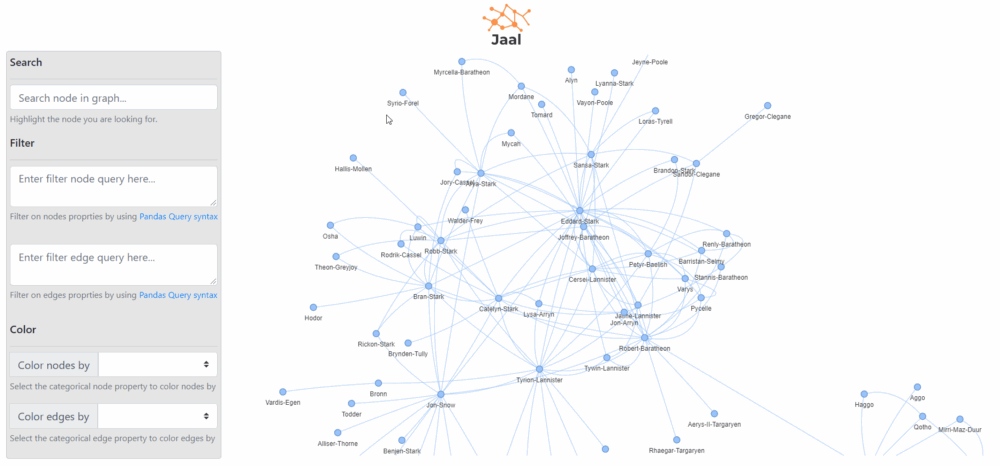 Jaal
Search
Search node in graph...
Highlight the node you are looking for.
Filter
Enter filter node query here...
Filter on nodes proprties by using Pandas Query syntax
Enter filter edge query here...
Filter on edges proprties by using Pandas Query syntax
Color
Color nodes by
Select the categorical node property to color nodes by
Color edges by
Select the categorical edge property to color edges by
Jeyne-Poole
Myrcella-Baratheon
Alyn
Lyanna-Stark
Mordane
Vayon-Poole
Syrio-Forel
Tomard
Loras-Tyrell
Gregor-Clegane
Mycah
Sansa-Stark
Hallis-Mollen
Brandon-Stark
Sandor-Clegane
Jory-Cassel
Arya-Stark
Walder-Frey
Eddard-Stark
Osha
Luwin
Joffrey-Baratheon
Renly-Baratheon
Robb-Stark
Rodrik-Cassel
Petyr-Baelish
Barristan-Selmy
Theon-Greyjoy
Stannis-Baratheon
Cersei-Lannister
Varys
Bran-Stark
Pycelle
Catelyn-Stark
Lysa-Arryn
Jaime-Lannister
Hodor
Jon-Arryn
Rickon-Stark
Robert-Baratheon
Brynden-Tully
Tywin-Lannister
Tyrion-Lannister
Bronn
Vardis-Egen
Aggo
Haggo
Jon-Snow
Todder
Aerys-II-Targaryen
Qotho
Mirri-Maz-Duur
Alliser-Thorne
Benjen-Stark
Rhaegar-Targaryen